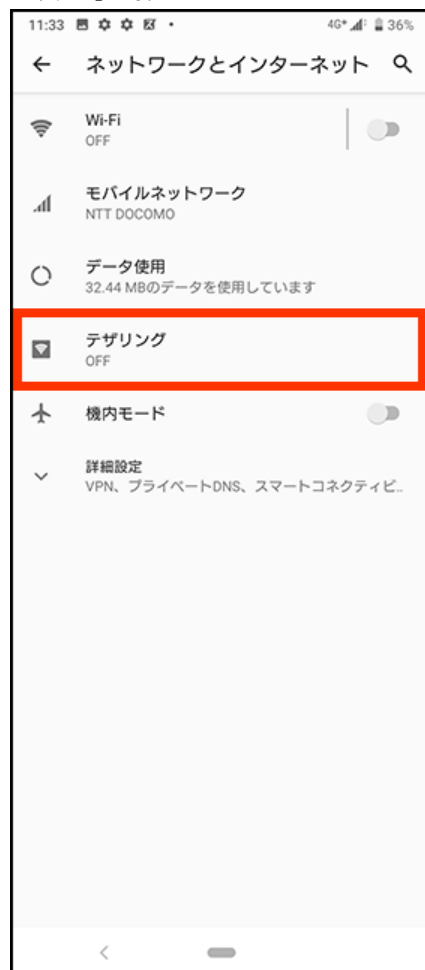 11:33
4G+ 36%
ネットワークとインターネット
Wi-Fi
OFF
モバイルネットワーク
NTT DOCOMO
データ使用
32.44 MBのデータを使用しています
テザリング
OFF
機内モード
詳細設定
VPN、プライベートDNS、スマートコネクティビ..